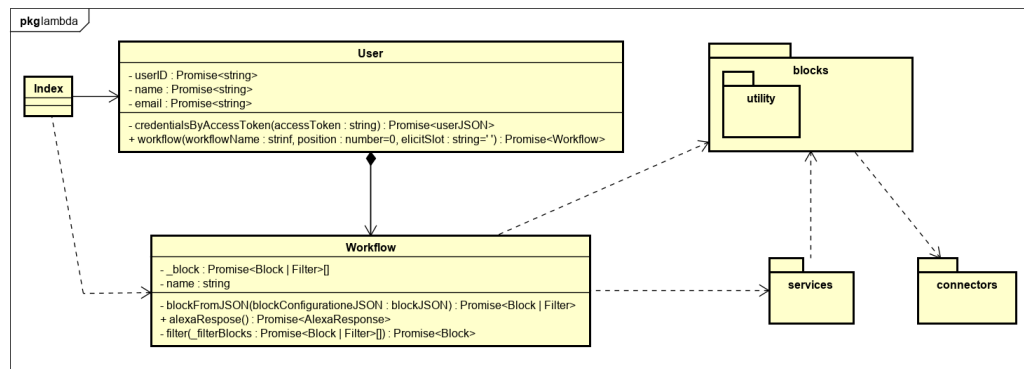 pkg lambda
User
- userID : Promise<string>
- name : Promise<string>
- email : Promise<string>
- credentialsByAccessToken(accessToken : string) : Promise<userJSON>
+ workflow(workflowName : strinf, position : number=0, elicitSlot : string=' ') : Promise<Workflow>
Index
blocks
utility
Workflow
- _block : Promise<Block | Filter>[]
- name : string
- blockFromJSON(blockConfigurationeJSON : blockJSON) : Promise<Block | Filter>
+ alexaRespose() : Promise<AlexaResponse>
- filter(_filterBlocks : Promise<Block | Filter>[]) : Promise<Block>
services
connectors